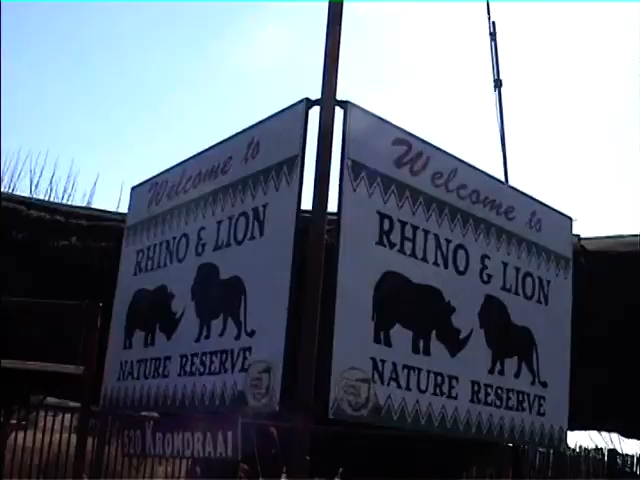 Welcome to
RHINO & LION
NATURE RESERVE
520 KROMDRAAI
Welcome to
RHINO & LION
NATURE RESERVE